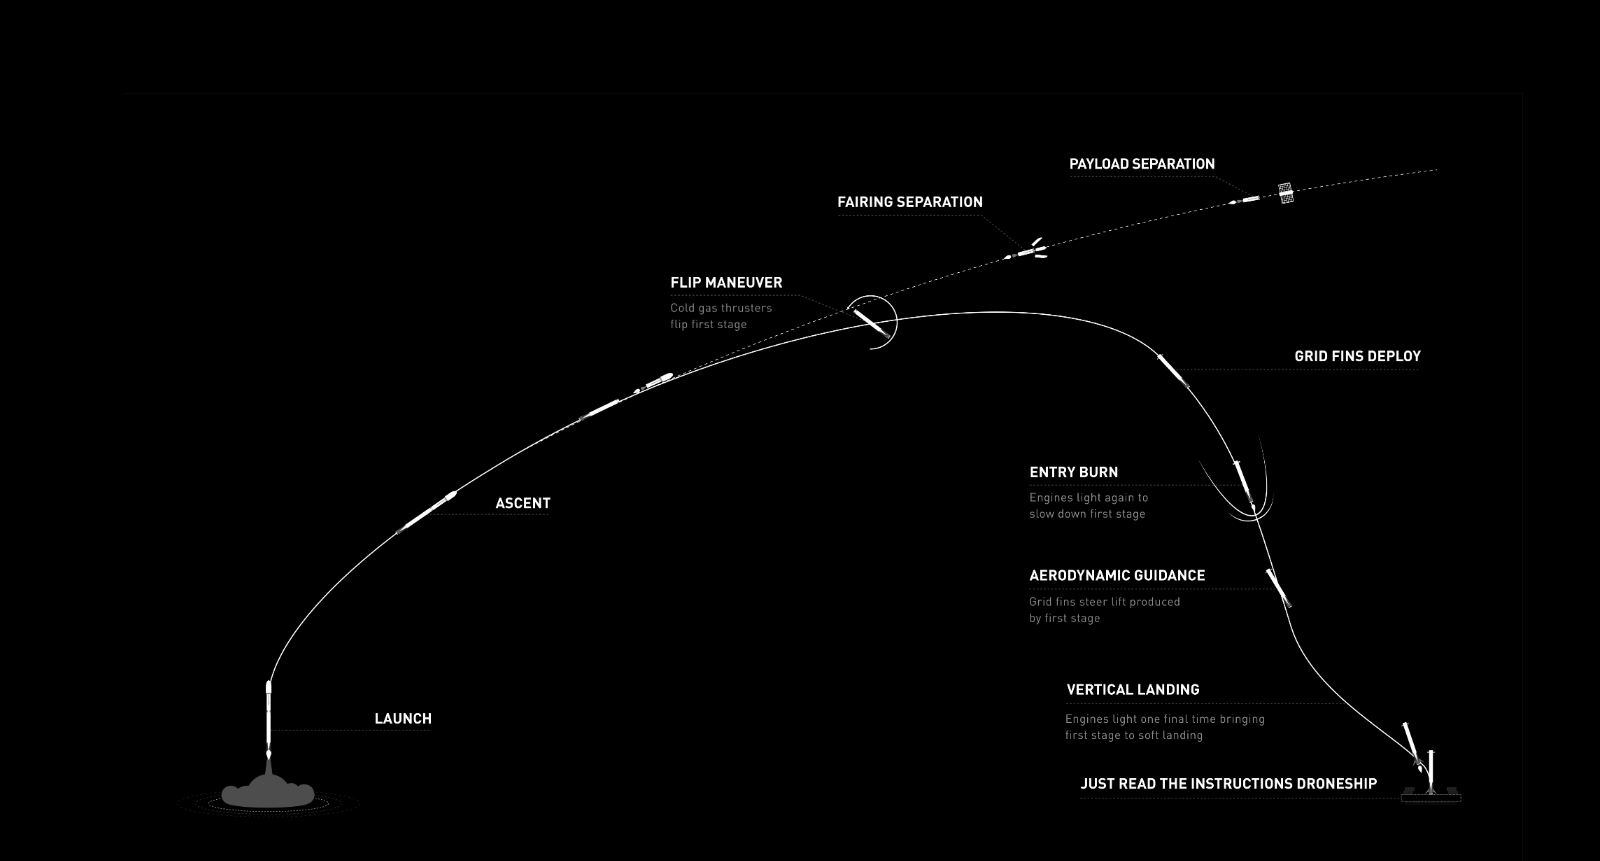 PAYLOAD SEPARATION
FAIRING SEPARATION
FLIP MANEUVER
Cold gas thrusters
flip first stage
GRID FINS DEPLOY
ENTRY BURN
Engines light again to
slow down first stage
ASCENT
AERODYNAMIC GUIDANCE
Grid fins steer lift produced
by first stage
VERTICAL LANDING
Engines light one final time bringing
first stage to soft landing
LAUNCH
JUST READ THE INSTRUCTIONS DRONESHIP